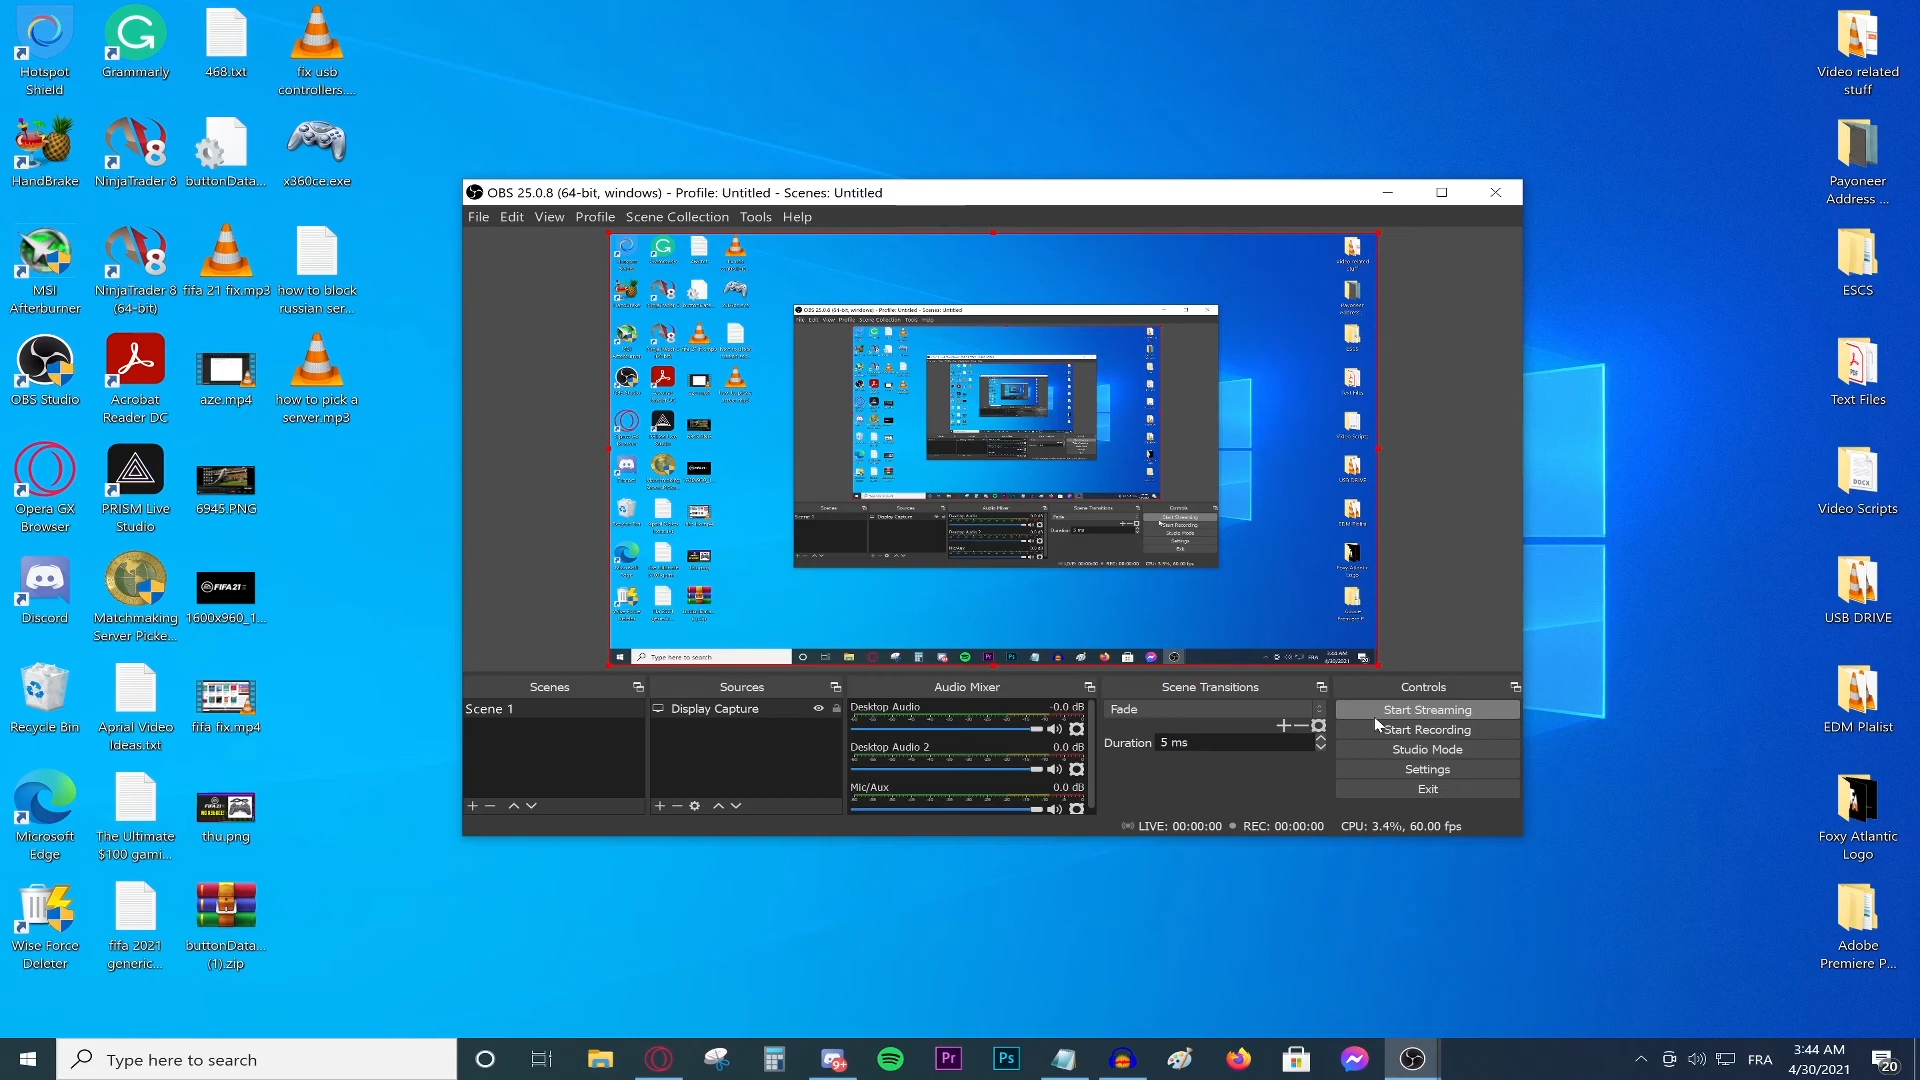 Hotspot
Shield
Grammarly
468.txt
fix usb
controllers....
HandBrake
NinjaTrader 8
buttonData...
x360ce.exe
MSI
Afterburner
NinjaTrader 8
(64-bit)
fifa 21 fix.mp3
how to block
russian ser...
OBS Studio
Acrobat
Reader DC
aze.mp4
how to pick a
server.mp3
Opera GX
Browser
PRISM Live
Studio
6945.PNG
Discord
Matchmaking
Server Picke...
1600x960_1...
Recycle Bin
Aprial Video
Ideas.txt
fifa fix.mp4
Microsoft
Edge
The Ultimate
$100 gami...
thu.png
Wise Force
Deleter
fifa 2021
generic...
buttonData...
(1).zip
OBS 25.0.8 (64-bit, windows) - Profile: Untitled - Scenes: Untitled
File Edit View Profile Scene Collection Tools Help
Type here to search
Scenes
Scene 1
Sources
Display Capture
Audio Mixer
Desktop Audio -0.0 dB
Desktop Audio 2 0.0 dB
Mic/Aux 0.0 dB
Scene Transitions
Fade
Duration 5 ms
Controls
Start Streaming
Start Recording
Studio Mode
Settings
Exit
LIVE: 00:00:00 REC: 00:00:00 CPU: 3.4%, 60.00 fps
Video related
stuff
Payoneer
Address ...
ESCS
Text Files
Video Scripts
USB DRIVE
EDM Plalist
Foxy Atlantic
Logo
Adobe
Premiere P...
Type here to search
9+
Pr
Ps
FRA
3:44 AM
4/30/2021
20